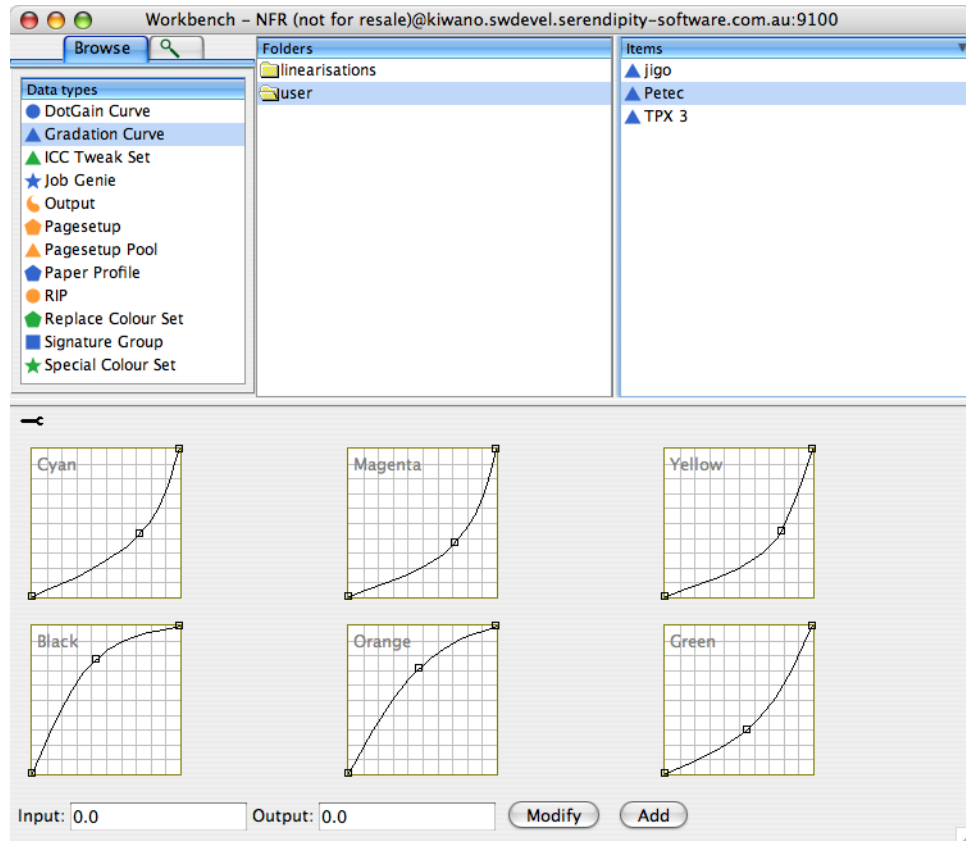 Workbench – NFR (not for resale)@kiwano.swdevel.serendipity-software.com.au:9100
Browse
Data types
DotGain Curve
Gradation Curve
ICC Tweak Set
Job Genie
Output
Pagesetup
Pagesetup Pool
Paper Profile
RIP
Replace Colour Set
Signature Group
Special Colour Set
Folders
linearisations
user
Items
jigo
Petec
TPX 3
Cyan
Magenta
Yellow
Black
Orange
Green
Input: 0.0
Output: 0.0
Modify
Add